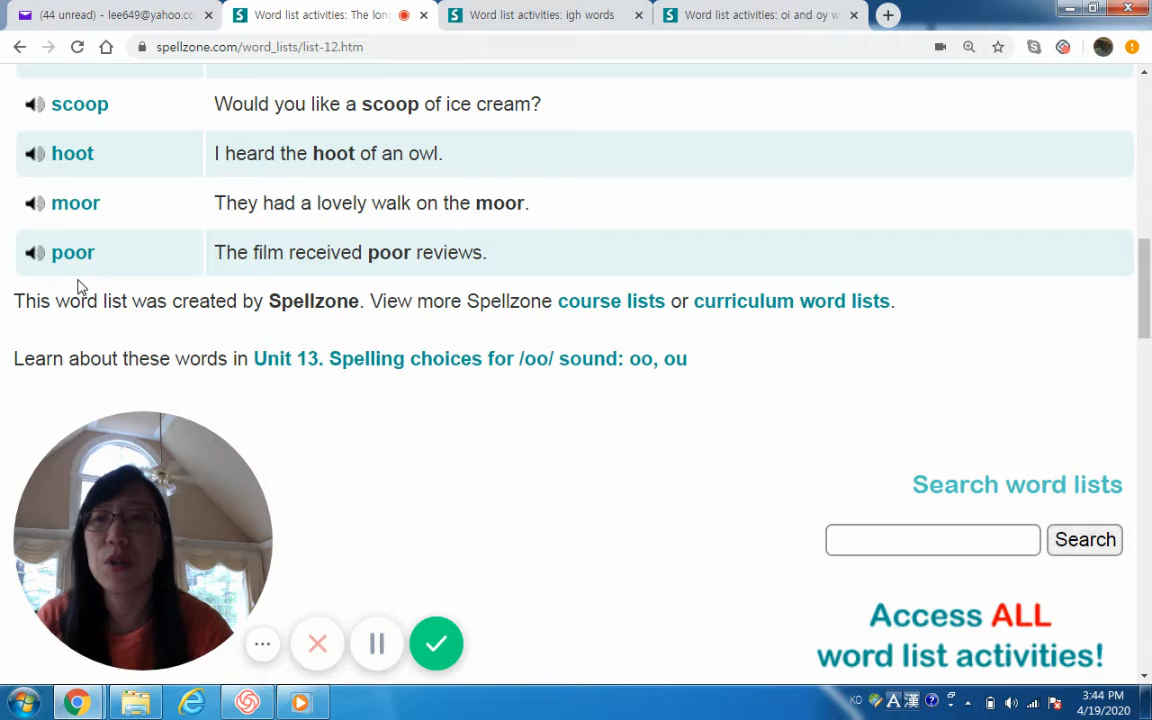 (44 unread) - lee649@yahoo.co
Word list activities: The lon
Word list activities: igh words
Word list activities: oi and oy w
spellzone.com/word_lists/list-12.htm
scoop Would you like a scoop of ice cream?
hoot I heard the hoot of an owl.
moor They had a lovely walk on the moor.
poor The film received poor reviews.
This word list was created by Spellzone. View more Spellzone course lists or curriculum word lists.
Learn about these words in Unit 13. Spelling choices for /oo/ sound: oo, ou
Search word lists
Search
Access ALL
word list activities!
KO A 漢
3:44 PM
4/19/2020